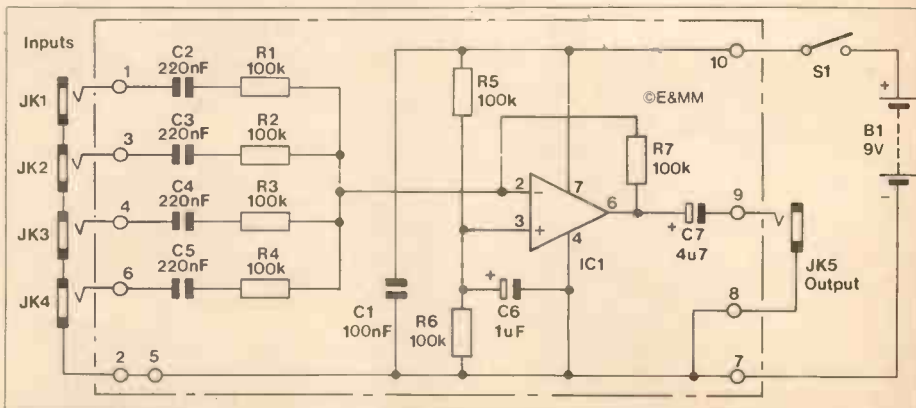 Inputs
JK1
JK2
JK3
JK4
1
C2
220nF
R1
100k
3
C3
220nF
R2
100k
4
C4
220nF
R3
100k
6
C5
220nF
R4
100k
2
5
C1
100nF
R5
100k
R6
100k
+
C6
1uF
2
−
3
+
7
4
6
IC1
©E&MM
R7
100k
+
C7
4u7
10
9
8
7
S1
+
B1
9V
-
JK5
Output